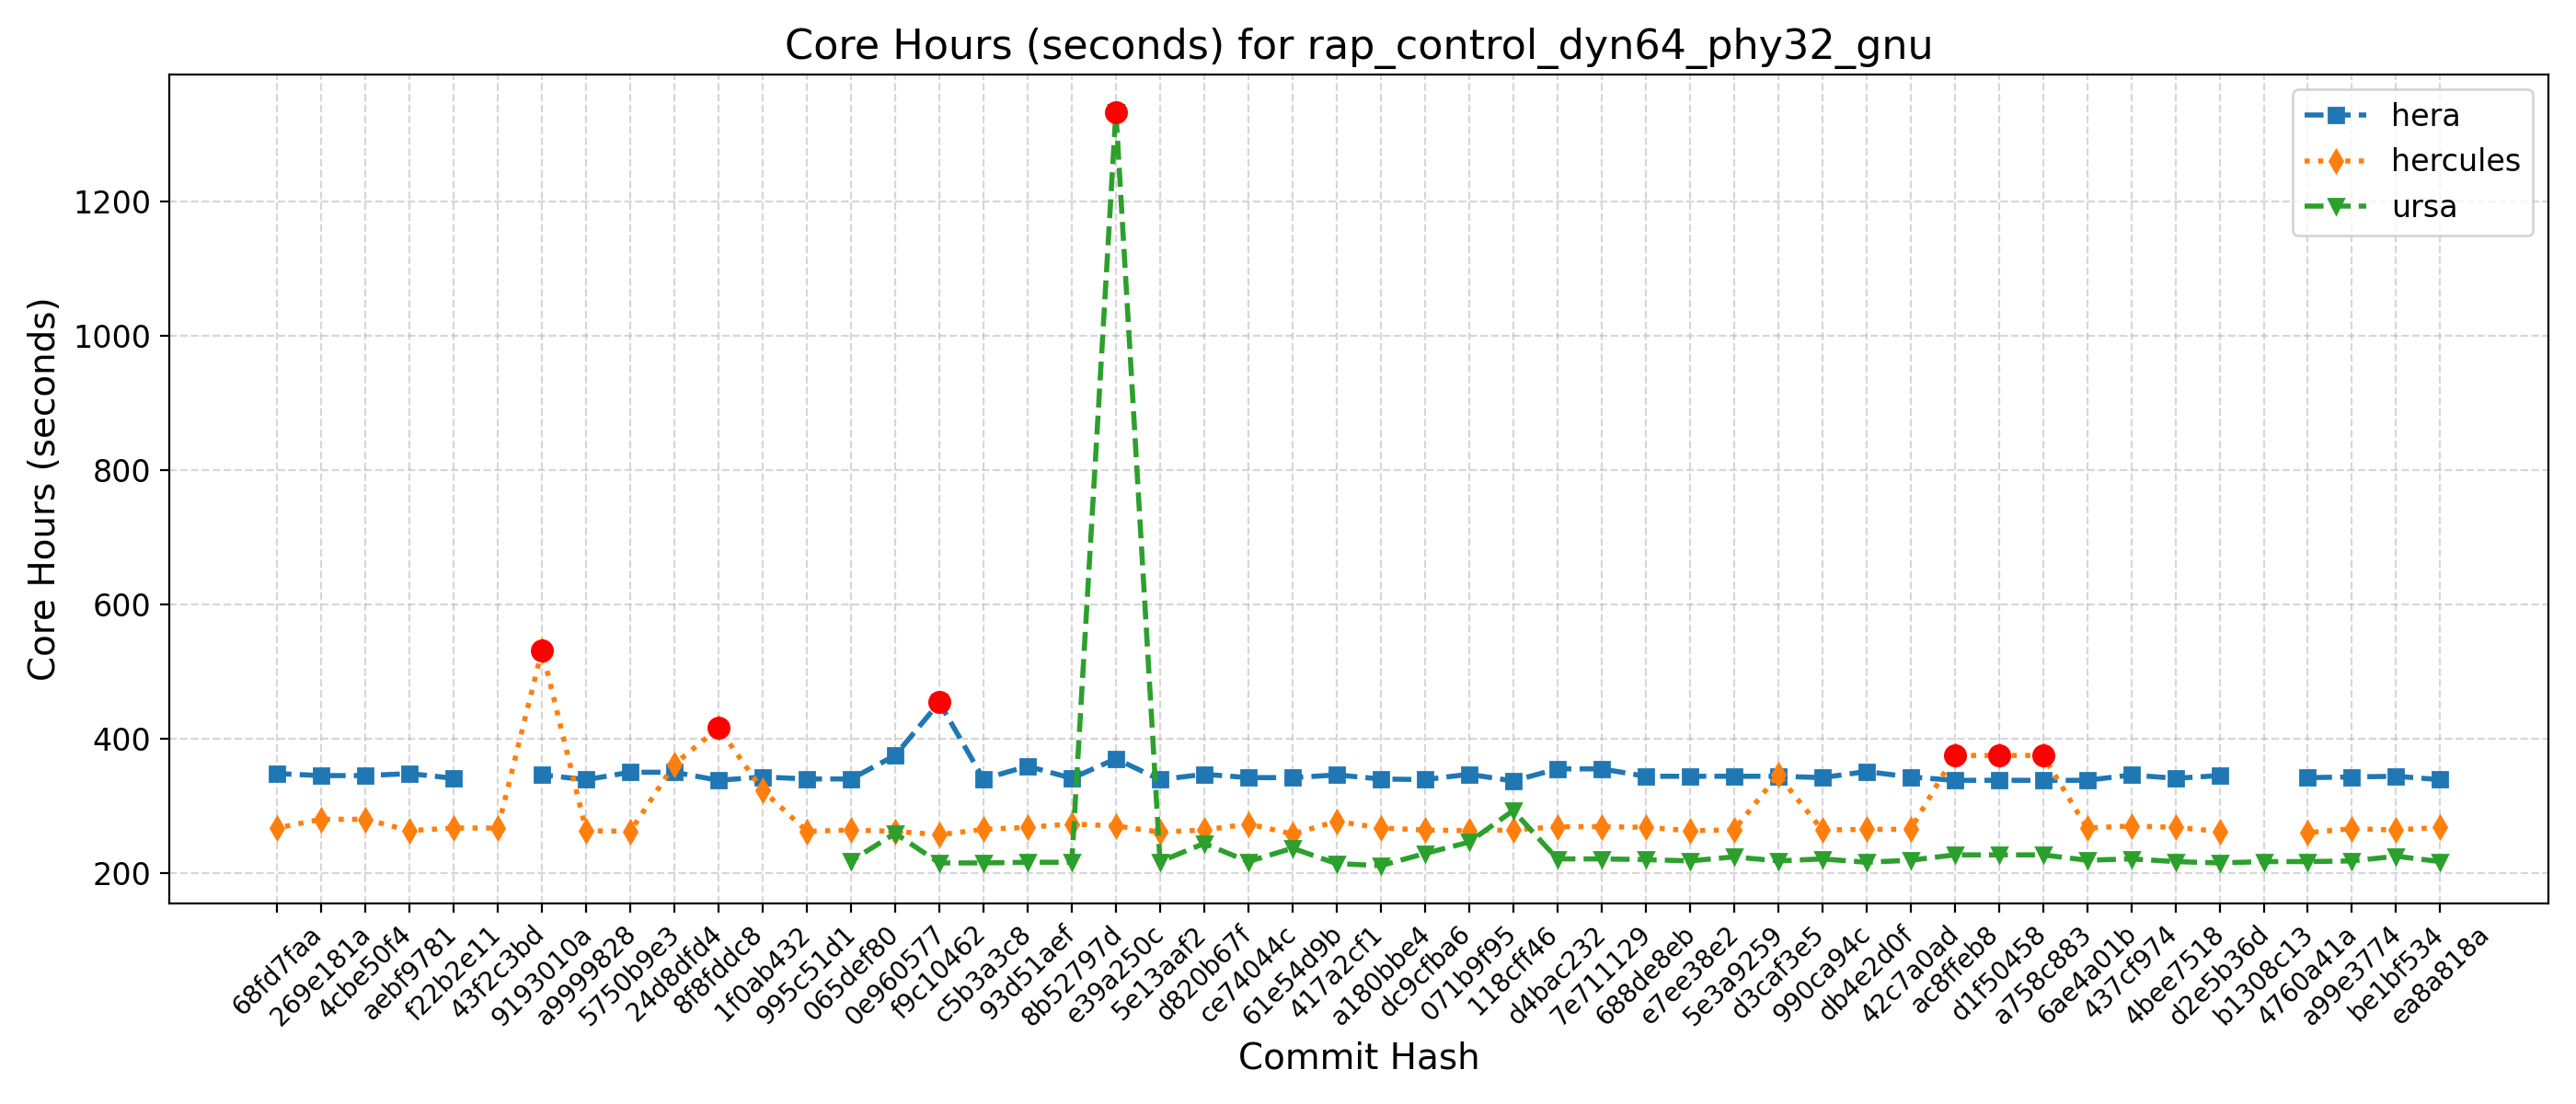 Core Hours (seconds) for rap_control_dyn64_phy32_gnu
hera
hercules
ursa
Core Hours (seconds)
1200
1000
800
600
400
200
68fd7faa
269e181a
4cbe50f4
aebf9781
f22b2e11
43f2c3bd
9193010a
a9999828
5750b9e3
24d8dfd4
8f8fddc8
1f0ab432
995c51d1
065def80
0e960577
f9c10462
c5b3a3c8
93d51aef
8b52797d
e39a250c
5e13aaf2
d820b67f
ce74044c
61e54d9b
417a2cf1
a180bbe4
dc9cfba6
071b9f95
118cff46
d4bac232
7e711129
688de8eb
e7ee38e2
5e3a9259
d3caf3e5
990ca94c
db4e2d0f
42c7a0ad
ac8ffeb8
d1f50458
a758c883
6ae4a01b
437cf974
4bee7518
d2e5b36d
b1308c13
4760a41a
a99e3774
be1bf534
ea8a818a
Commit Hash